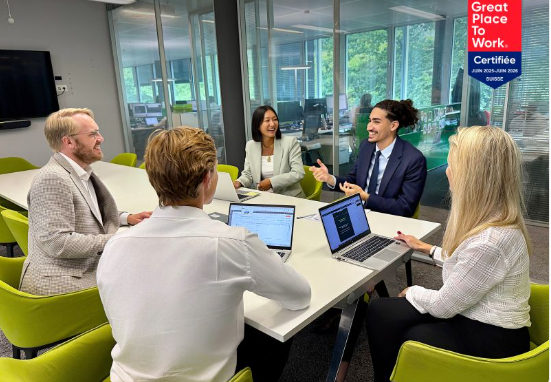 Great
Place
To
Work®
Certifiée
JUIN 2025-JUIN 2026
SUISSE